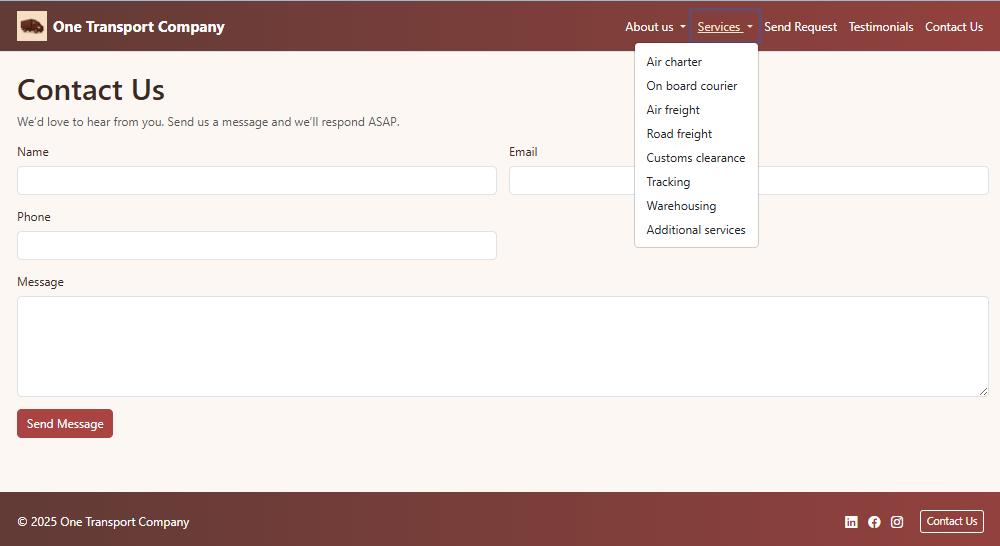 One Transport Company
About us Services Send Request Testimonials Contact Us
Air charter
On board courier
Air freight
Road freight
Customs clearance
Tracking
Warehousing
Additional services
Contact Us
We’d love to hear from you. Send us a message and we’ll respond ASAP.
Name Email
Phone
Message
Send Message
© 2025 One Transport Company Contact Us